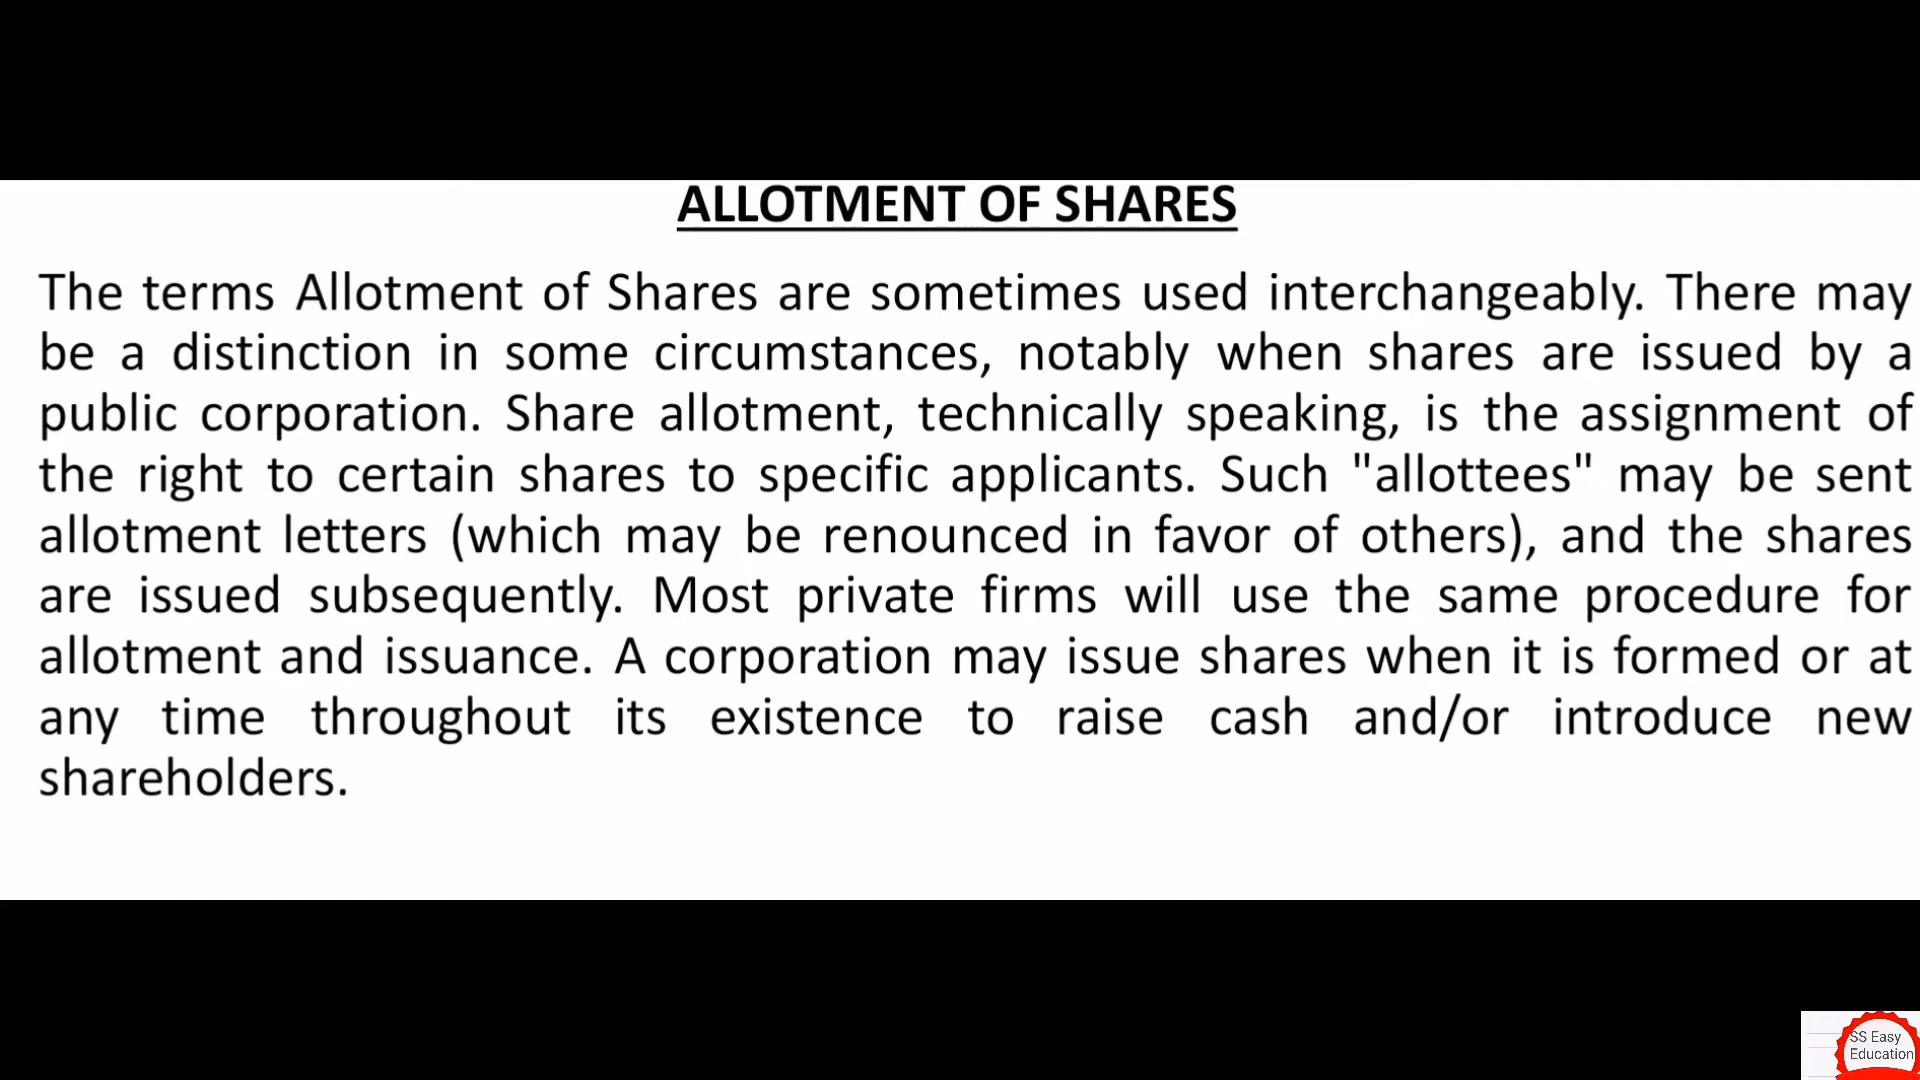 ALLOTMENT OF SHARES
The terms Allotment of Shares are sometimes used interchangeably. There may
be a distinction in some circumstances, notably when shares are issued by a
public corporation. Share allotment, technically speaking, is the assignment of
the right to certain shares to specific applicants. Such "allottees" may be sent
allotment letters (which may be renounced in favor of others), and the shares
are issued subsequently. Most private firms will use the same procedure for
allotment and issuance. A corporation may issue shares when it is formed or at
any time throughout its existence to raise cash and/or introduce new
shareholders.
SS Easy
Education